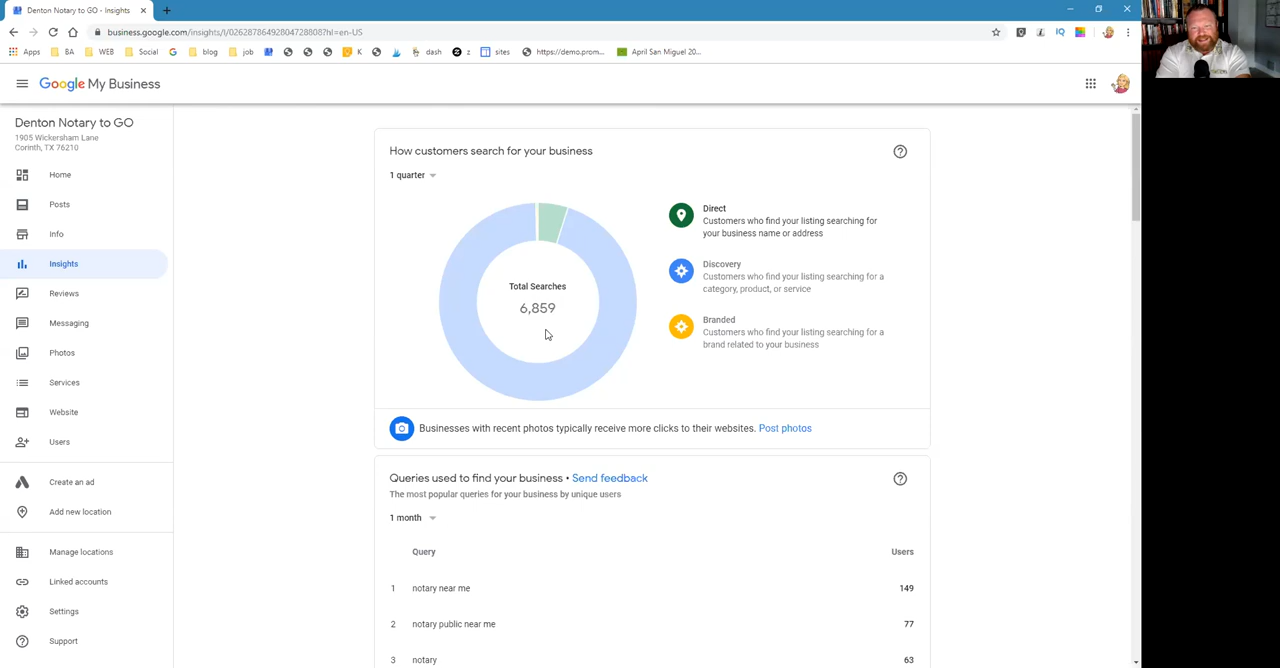 Denton Notary to GO - Insights
business.google.com/insights/l/02628786492804728808?hl=en-US
Apps BA WEB Social blog job K dash z sites https://demo.prom... April San Miguel 20...
Google My Business
Denton Notary to GO
1905 Wickersham Lane
Corinth, TX 76210
Home
Posts
Info
Insights
Reviews
Messaging
Photos
Services
Website
Users
Create an ad
Add new location
Manage locations
Linked accounts
Settings
Support
How customers search for your business
1 quarter
Total Searches
6,859
Direct
Customers who find your listing searching for
your business name or address
Discovery
Customers who find your listing searching for a
category, product, or service
Branded
Customers who find your listing searching for a
brand related to your business
Businesses with recent photos typically receive more clicks to their websites. Post photos
Queries used to find your business • Send feedback
The most popular queries for your business by unique users
1 month
Query Users
1 notary near me 149
2 notary public near me 77
3 notary 63